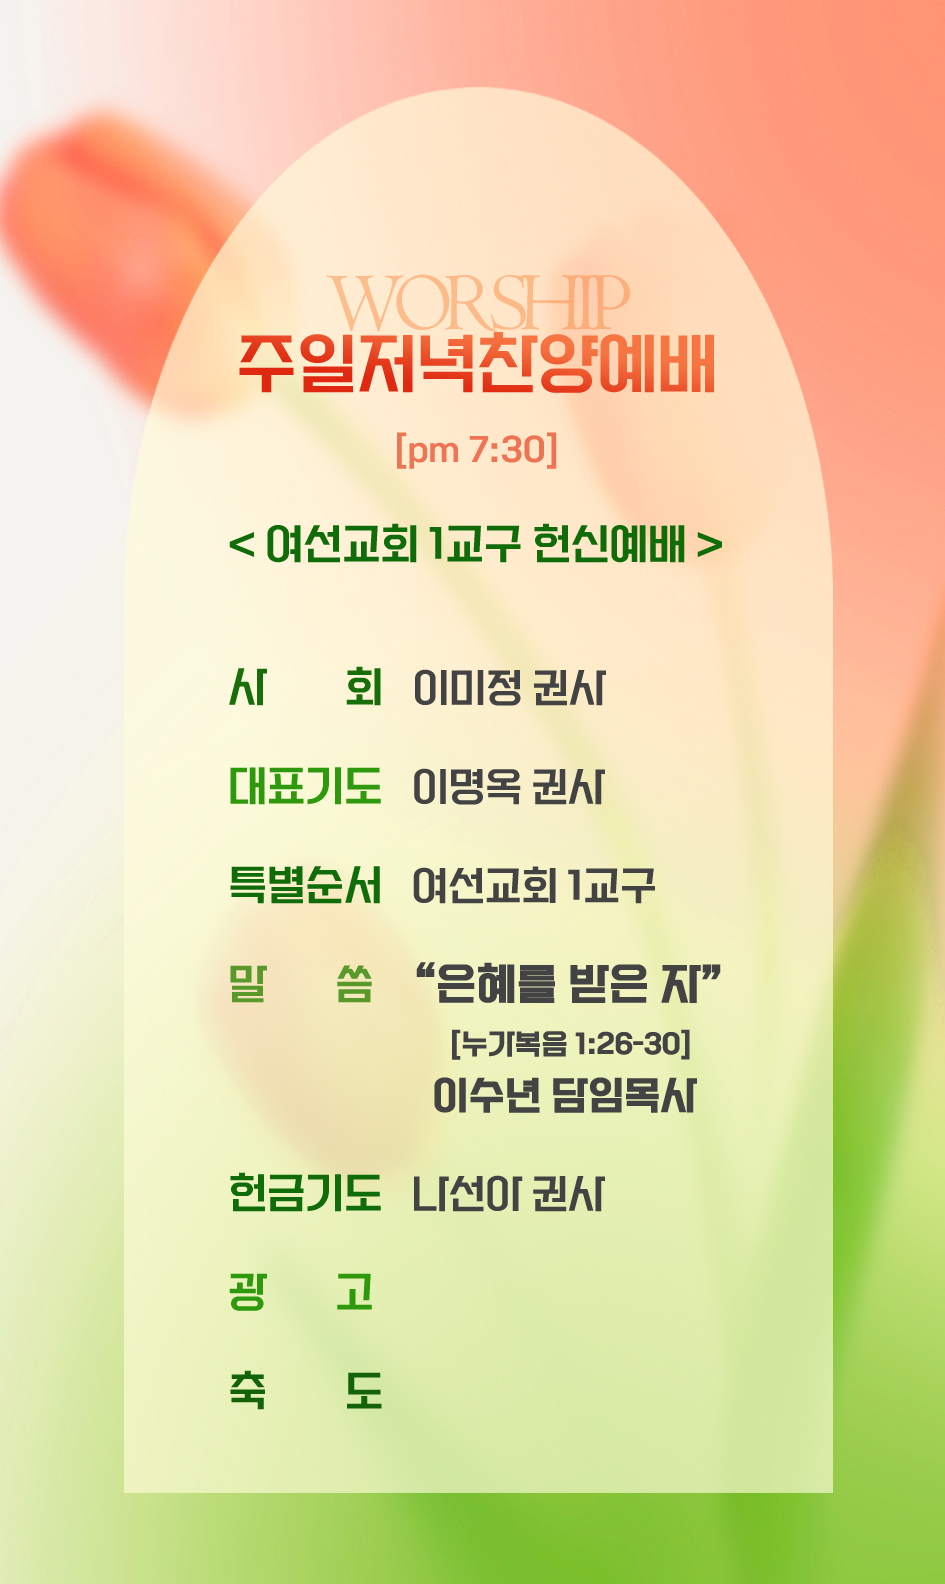 WORSHIP
주일저녁찬양예배
[pm 7:30]
< 여선교회 1교구 헌신예배 >
사 회 이미정 권사
대표기도 이명옥 권사
특별순서 여선교회 1교구
말 씀 “은혜를 받은 자”
[누가복음 1:26-30]
이수년 담임목사
헌금기도 나선아 권사
광 고
축 도